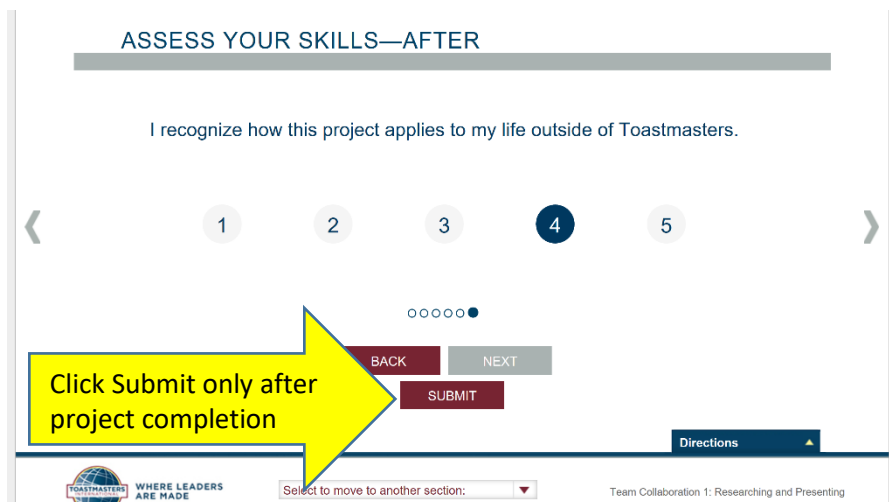 ASSESS YOUR SKILLS—AFTER
I recognize how this project applies to my life outside of Toastmasters.
1 2 3 4 5
BACK NEXT
Click Submit only after
project completion
SUBMIT
Directions
TOASTMASTERS
INTERNATIONAL
WHERE LEADERS
ARE MADE
Select to move to another section:
Team Collaboration 1: Researching and Presenting